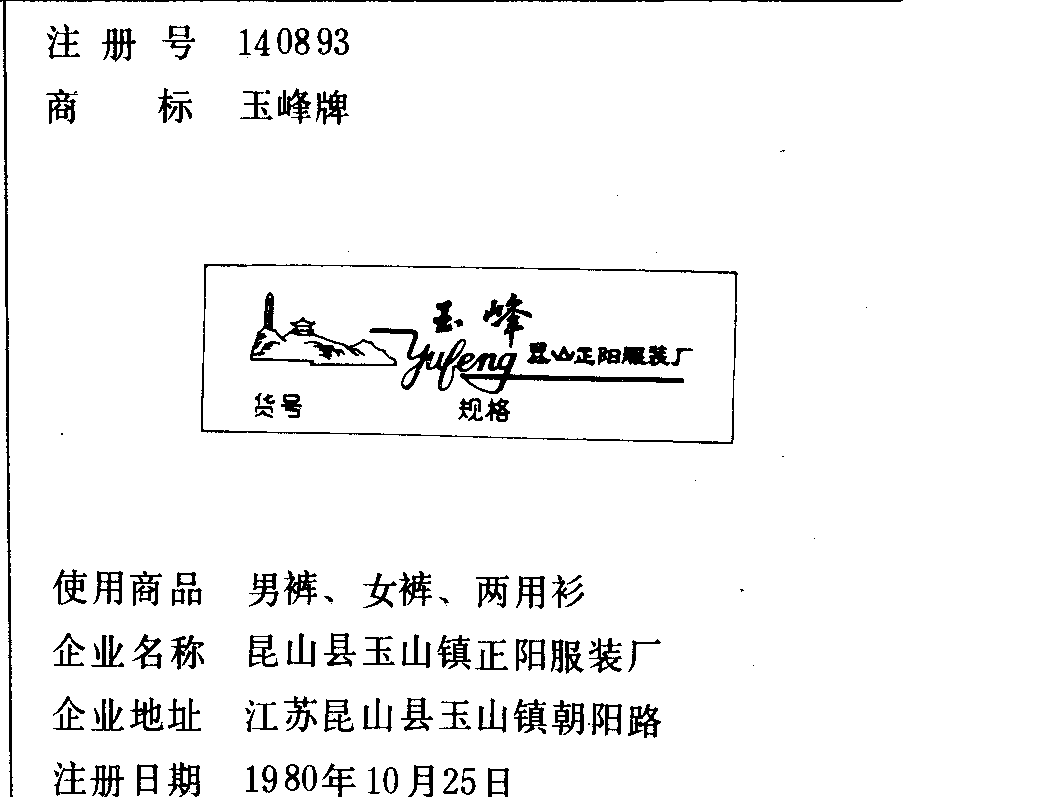 注册号 140893
商标 玉峰牌
玉峰
Yufeng 昆山正阳服装厂
货号 规格
使用商品 男裤、女裤、两用衫
企业名称 昆山县玉山镇正阳服装厂
企业地址 江苏昆山县玉山镇朝阳路
注册日期 1980年10月25日